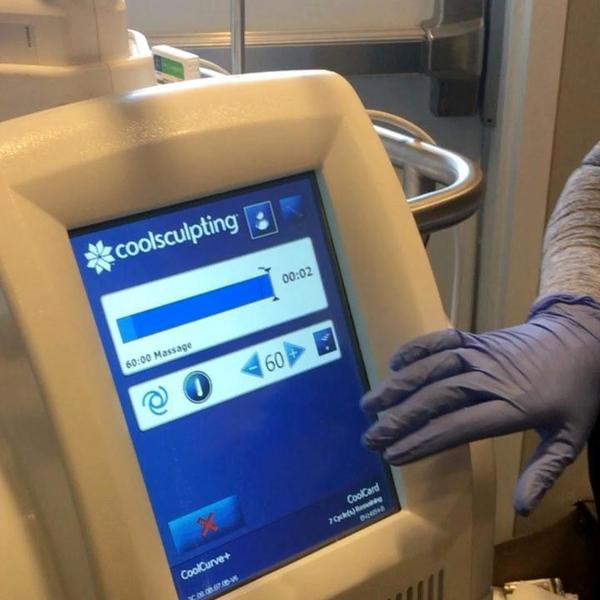 coolsculpting
00:02
60:00 Massage
- 60 +
CoolCard
7 Cycle(s) Remaining
CoolCurve+